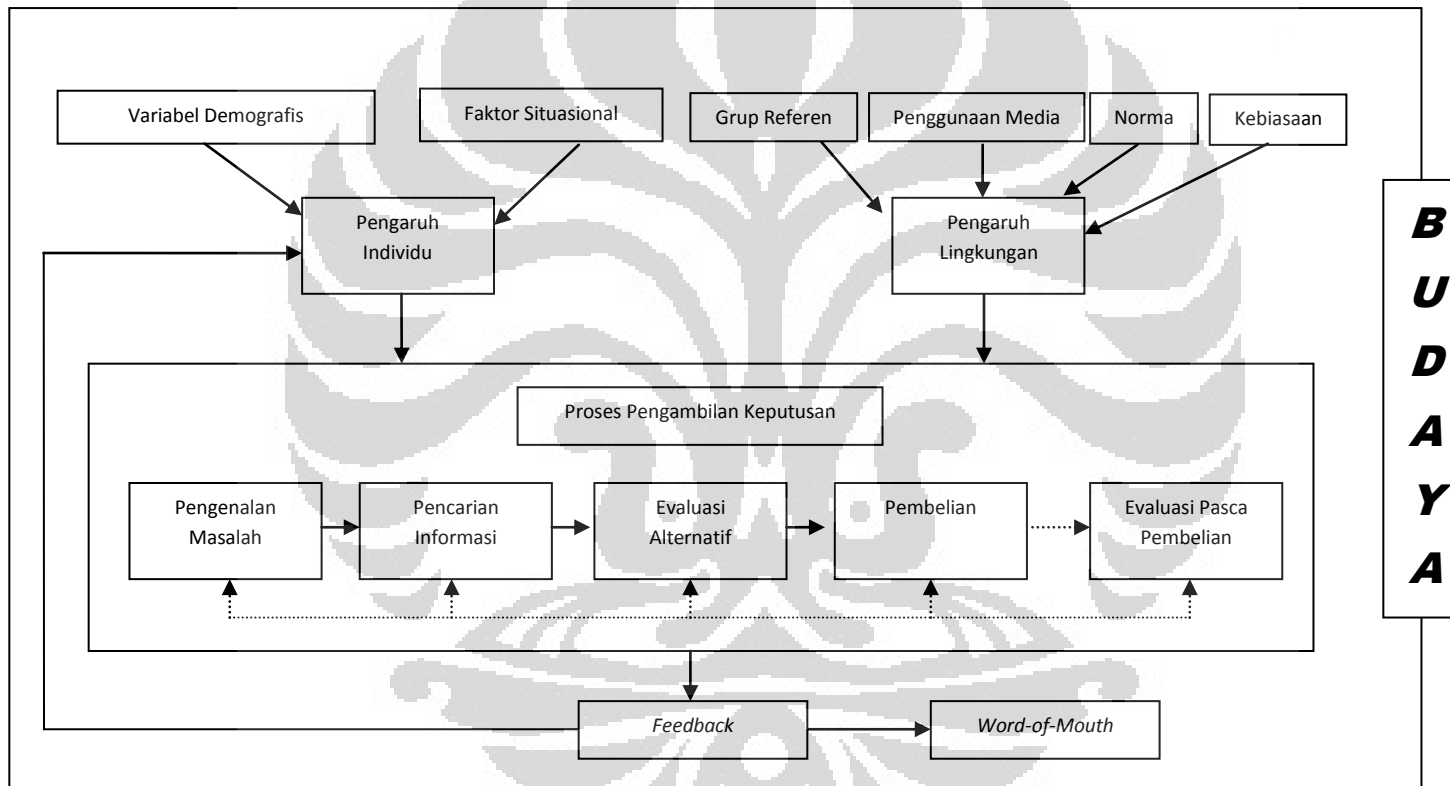 Variabel Demografis
Faktor Situasional
Grup Referen
Penggunaan Media
Norma
Kebiasaan
Pengaruh
Individu
Pengaruh
Lingkungan
Proses Pengambilan Keputusan
Pengenalan
Masalah
Pencarian
Informasi
Evaluasi
Alternatif
Pembelian
Evaluasi Pasca
Pembelian
Feedback
Word-of-Mouth
B
U
D
A
Y
A